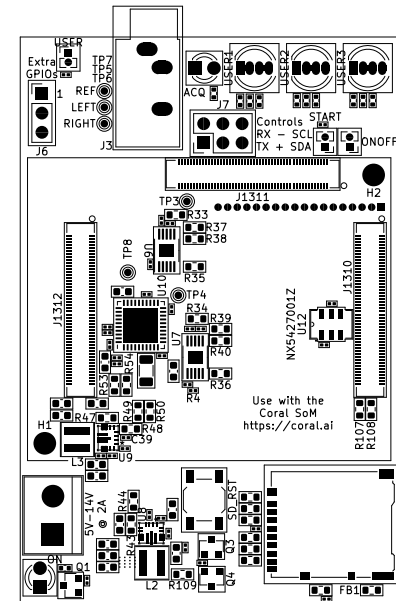 USER
Extra
GPIOs
1
J6
TP7
TP5
TP6
REF
LEFT
RIGHT
J3
ACQ
USER1
USER2
USER3
J7
Controls
RX - SCL
TX + SDA
START
ONOFF
J1311
H2
TP3
R33
R37
R38
U6
R35
TP8
U10
TP4
J1312
J1310
R34
R39
R40
U7
R36
R4
U12
NX5427001Z
R54
R53
R49
R50
R47
R48
C39
H1
L3
U9
Use with the
Coral SoM
https://coral.ai
R107
R108
5V-14V
@ 2A
R44
U8
R43
SD_RST
Q3
Q4
L2
R109
ON
Q1
FB1